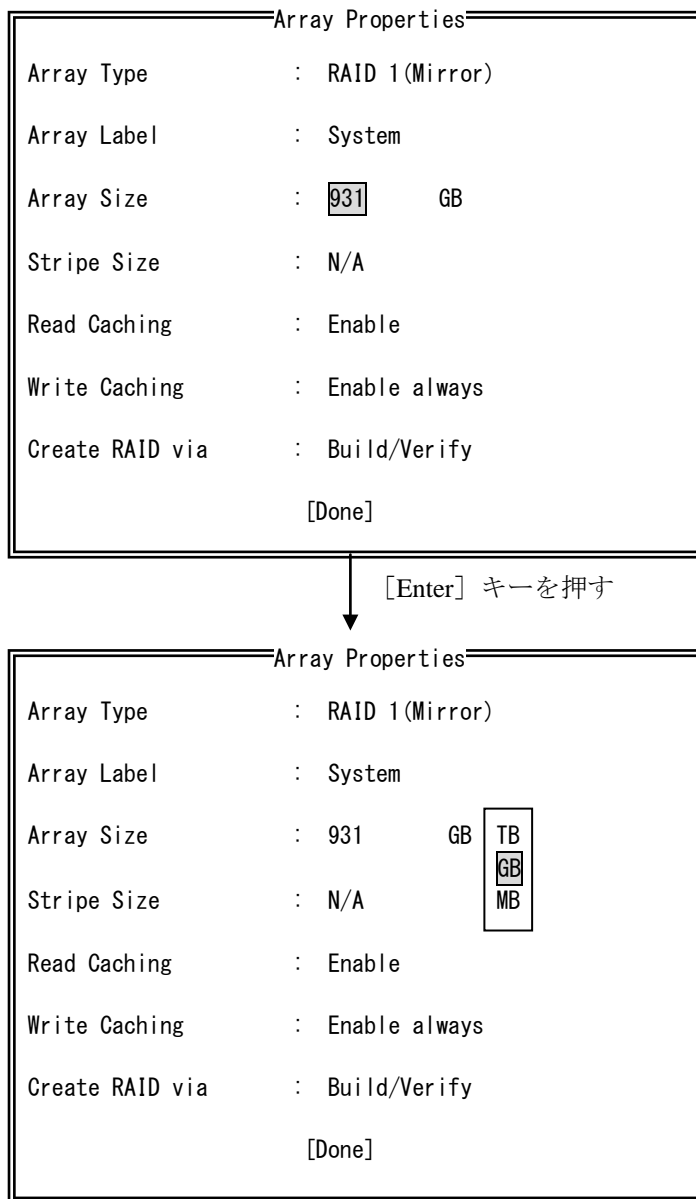 Array Properties
Array Type : RAID 1(Mirror)
Array Label : System
Array Size : 931 GB
Stripe Size : N/A
Read Caching : Enable
Write Caching : Enable always
Create RAID via : Build/Verify
[Done]
［Enter］キーを押す
Array Properties
Array Type : RAID 1(Mirror)
Array Label : System
Array Size : 931 GB TB
GB
Stripe Size : N/A MB
Read Caching : Enable
Write Caching : Enable always
Create RAID via : Build/Verify
[Done]